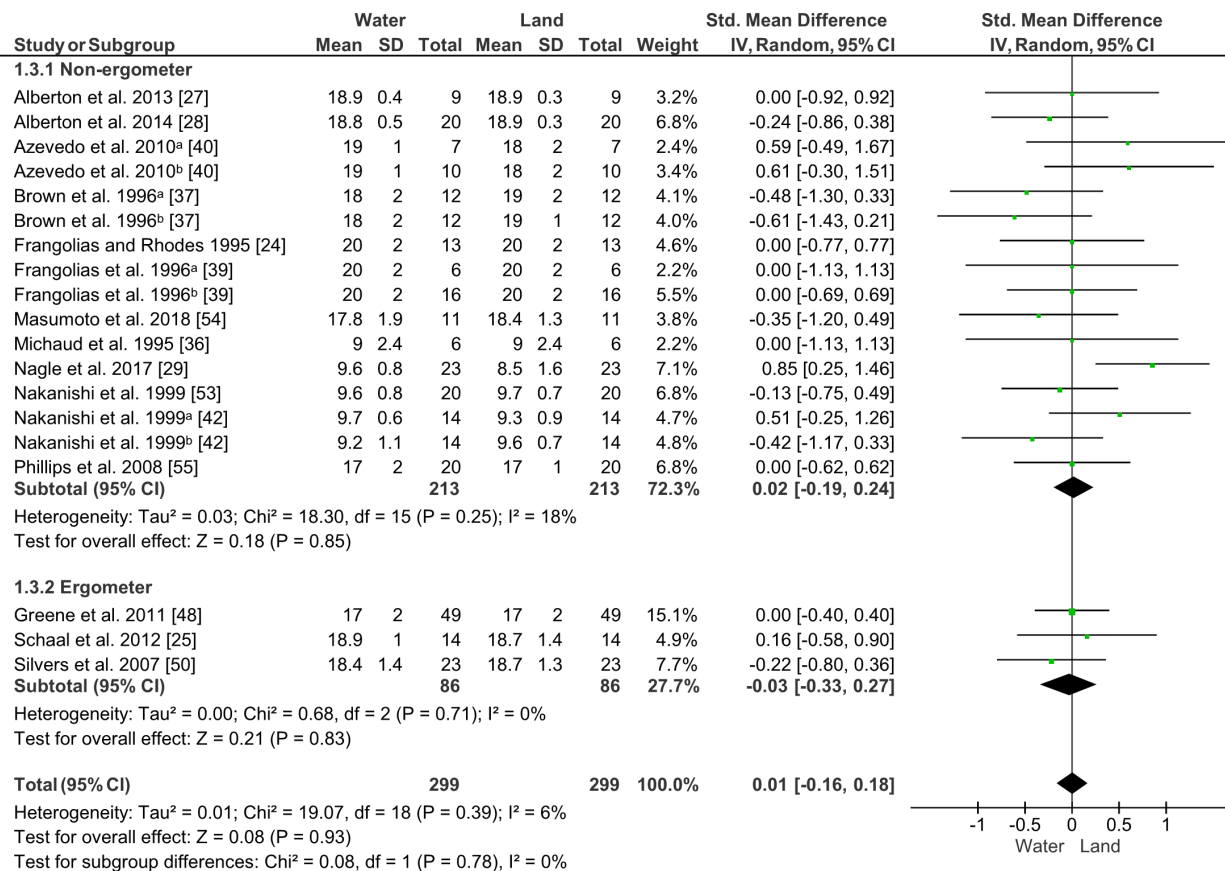 Water Land Std. Mean Difference Std. Mean Difference
Study or Subgroup Mean SD Total Mean SD Total Weight IV, Random, 95% CI IV, Random, 95% CI
1.3.1 Non-ergometer
Alberton et al. 2013 [27] 18.9 0.4 9 18.9 0.3 9 3.2% 0.00 [-0.92, 0.92]
Alberton et al. 2014 [28] 18.8 0.5 20 18.9 0.3 20 6.8% -0.24 [-0.86, 0.38]
Azevedo et al. 2010ᵃ [40] 19 1 7 18 2 7 2.4% 0.59 [-0.49, 1.67]
Azevedo et al. 2010ᵇ [40] 19 1 10 18 2 10 3.4% 0.61 [-0.30, 1.51]
Brown et al. 1996ᵃ [37] 18 2 12 19 2 12 4.1% -0.48 [-1.30, 0.33]
Brown et al. 1996ᵇ [37] 18 2 12 19 1 12 4.0% -0.61 [-1.43, 0.21]
Frangolias and Rhodes 1995 [24] 20 2 13 20 2 13 4.6% 0.00 [-0.77, 0.77]
Frangolias et al. 1996ᵃ [39] 20 2 6 20 2 6 2.2% 0.00 [-1.13, 1.13]
Frangolias et al. 1996ᵇ [39] 20 2 16 20 2 16 5.5% 0.00 [-0.69, 0.69]
Masumoto et al. 2018 [54] 17.8 1.9 11 18.4 1.3 11 3.8% -0.35 [-1.20, 0.49]
Michaud et al. 1995 [36] 9 2.4 6 9 2.4 6 2.2% 0.00 [-1.13, 1.13]
Nagle et al. 2017 [29] 9.6 0.8 23 8.5 1.6 23 7.1% 0.85 [0.25, 1.46]
Nakanishi et al. 1999 [53] 9.6 0.8 20 9.7 0.7 20 6.8% -0.13 [-0.75, 0.49]
Nakanishi et al. 1999ᵃ [42] 9.7 0.6 14 9.3 0.9 14 4.7% 0.51 [-0.25, 1.26]
Nakanishi et al. 1999ᵇ [42] 9.2 1.1 14 9.6 0.7 14 4.8% -0.42 [-1.17, 0.33]
Phillips et al. 2008 [55] 17 2 20 17 1 20 6.8% 0.00 [-0.62, 0.62]
Subtotal (95% CI) 213 213 72.3% 0.02 [-0.19, 0.24]
Heterogeneity: Tau² = 0.03; Chi² = 18.30, df = 15 (P = 0.25); I² = 18%
Test for overall effect: Z = 0.18 (P = 0.85)
1.3.2 Ergometer
Greene et al. 2011 [48] 17 2 49 17 2 49 15.1% 0.00 [-0.40, 0.40]
Schaal et al. 2012 [25] 18.9 1 14 18.7 1.4 14 4.9% 0.16 [-0.58, 0.90]
Silvers et al. 2007 [50] 18.4 1.4 23 18.7 1.3 23 7.7% -0.22 [-0.80, 0.36]
Subtotal (95% CI) 86 86 27.7% -0.03 [-0.33, 0.27]
Heterogeneity: Tau² = 0.00; Chi² = 0.68, df = 2 (P = 0.71); I² = 0%
Test for overall effect: Z = 0.21 (P = 0.83)
Total (95% CI) 299 299 100.0% 0.01 [-0.16, 0.18]
Heterogeneity: Tau² = 0.01; Chi² = 19.07, df = 18 (P = 0.39); I² = 6%
Test for overall effect: Z = 0.08 (P = 0.93)
Test for subgroup differences: Chi² = 0.08, df = 1 (P = 0.78), I² = 0%
-1 -0.5 0 0.5 1
Water Land